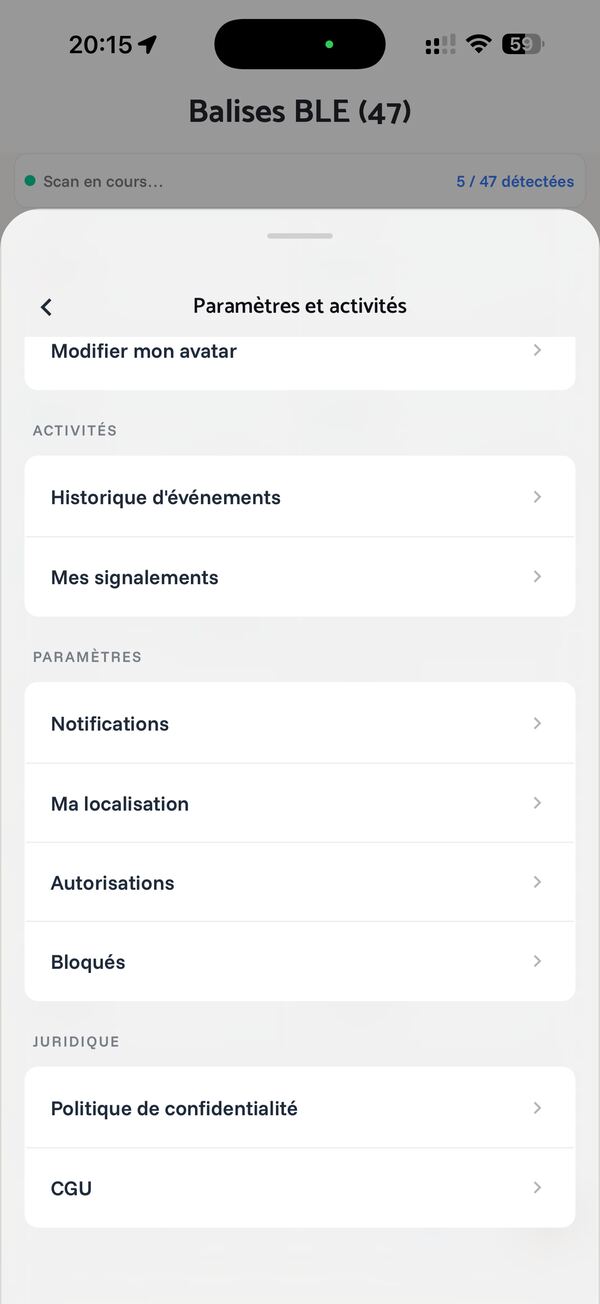 20:15
59
Balises BLE (47)
Scan en cours...
5 / 47 détectées
Paramètres et activités
Modifier mon avatar
ACTIVITÉS
Historique d'événements
Mes signalements
PARAMÈTRES
Notifications
Ma localisation
Autorisations
Bloqués
JURIDIQUE
Politique de confidentialité
CGU